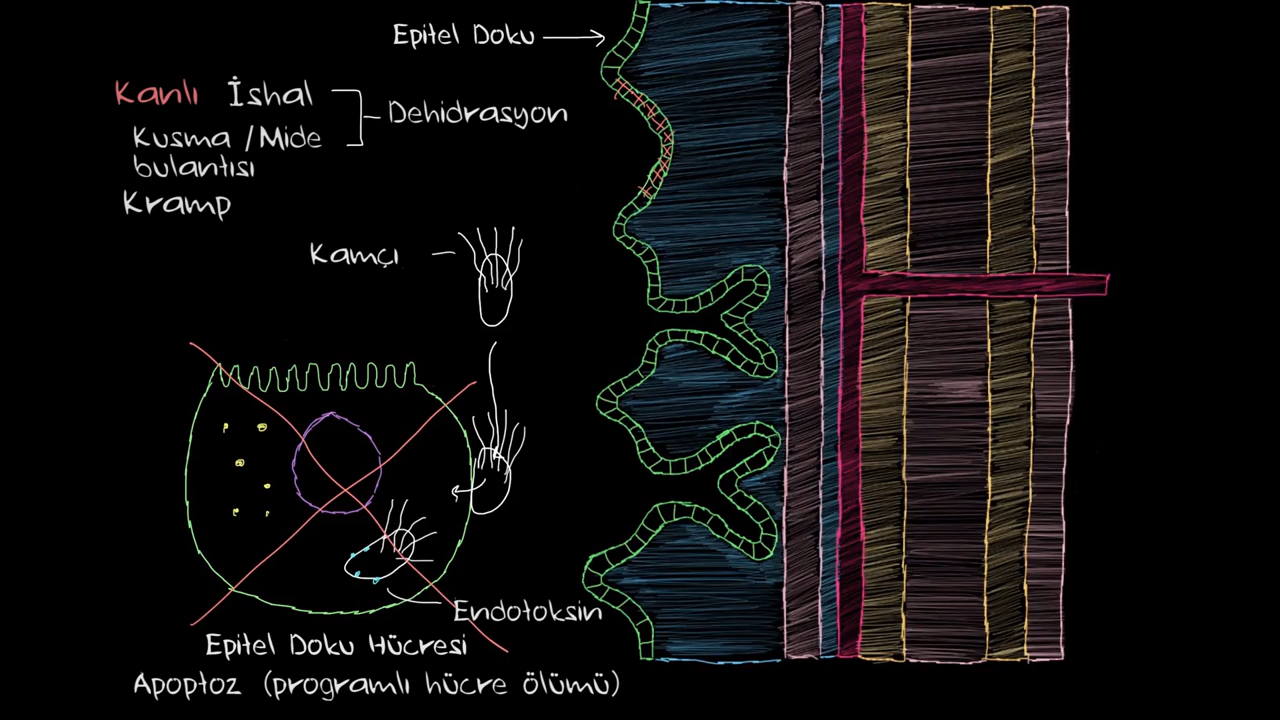 Epitel Doku
Kanlı İshal
Dehidrasyon
Kusma / Mide
bulantısı
Kramp
Kamçı
Endotoksin
Epitel Doku Hücresi
Apoptoz (programlı hücre ölümü)